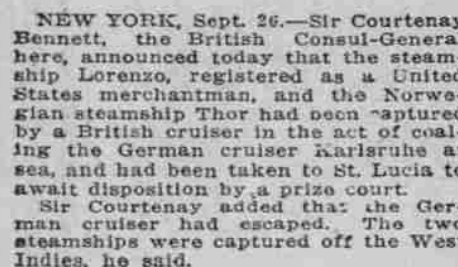 NEW YORK, Sept. 26.—Sir Courtenay
Bennett, the British Consul-Genera
here, announced today that the steam-
ship Lorenzo, registered as a United
States merchantman, and the Norwe-
gian steamship Thor had been captured
by a British cruiser in the act of coal-
ing the German cruiser Karlsruhe a
sea, and had been taken to St. Lucia to
await disposition by a prize court.
Sir Courtenay added that the Ger-
man cruiser had escaped. The two
steamships were captured off the West
Indies, he said.